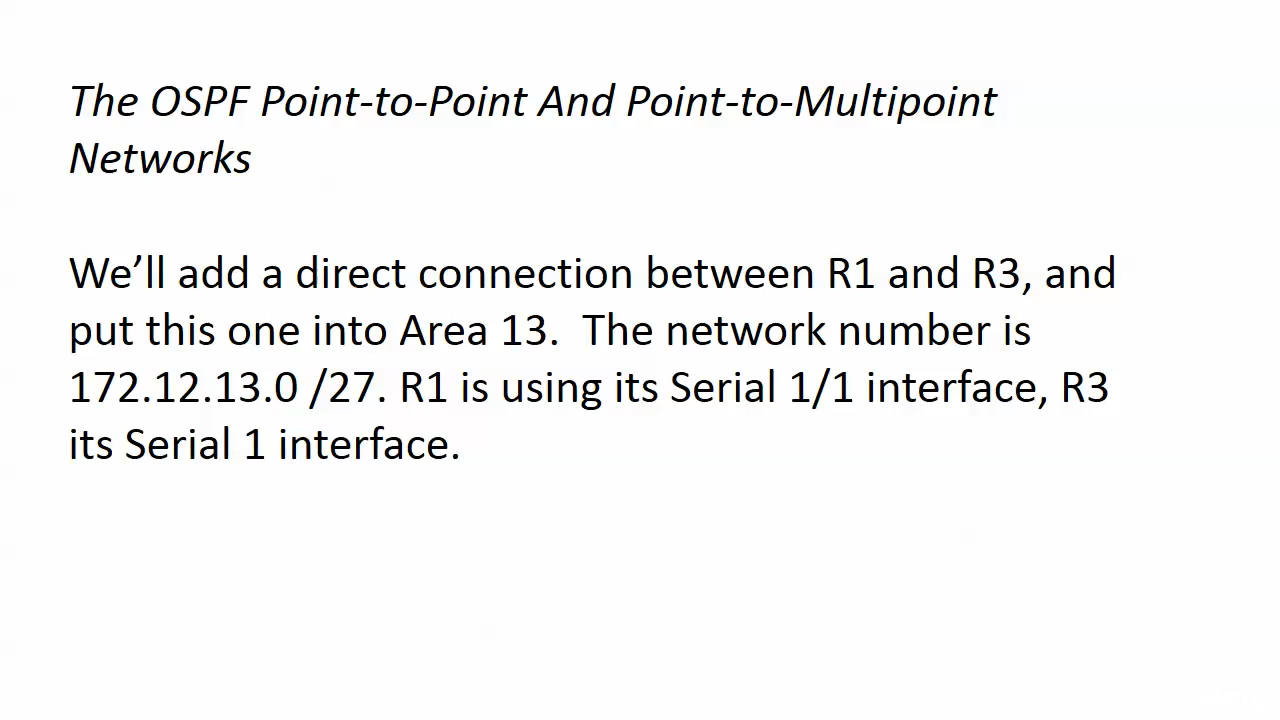 The OSPF Point-to-Point And Point-to-Multipoint
Networks
We’ll add a direct connection between R1 and R3, and
put this one into Area 13.  The network number is
172.12.13.0 /27. R1 is using its Serial 1/1 interface, R3
its Serial 1 interface.